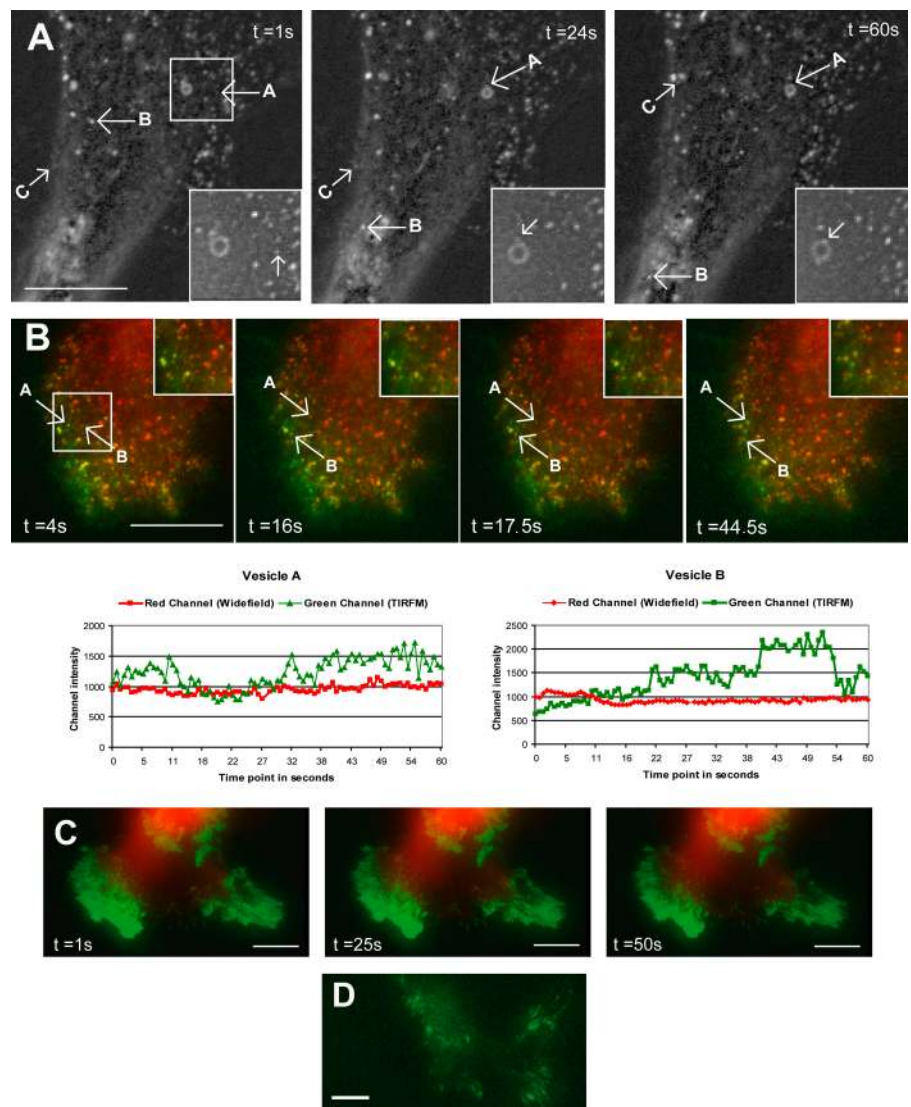 A
t =1s
t =24s
t =60s
A
A
A
B
C
C
C
B
B
B
A
A
A
A
B
B
B
B
t =4s
t =16s
t =17.5s
t =44.5s
Vesicle A
Red Channel (Widefield) Green Channel (TIRFM)
Channel intensity
2000
1500
1000
500
0
0 5 11 16 22 27 32 38 43 49 54 60
Time point in seconds
Vesicle B
Red Channel (Widefield) Green Channel (TIRFM)
Channel intensity
2500
2000
1500
1000
500
0
0 5 11 16 22 27 32 38 43 49 54 60
Time point in seconds
C
t =1s
t =25s
t =50s
D